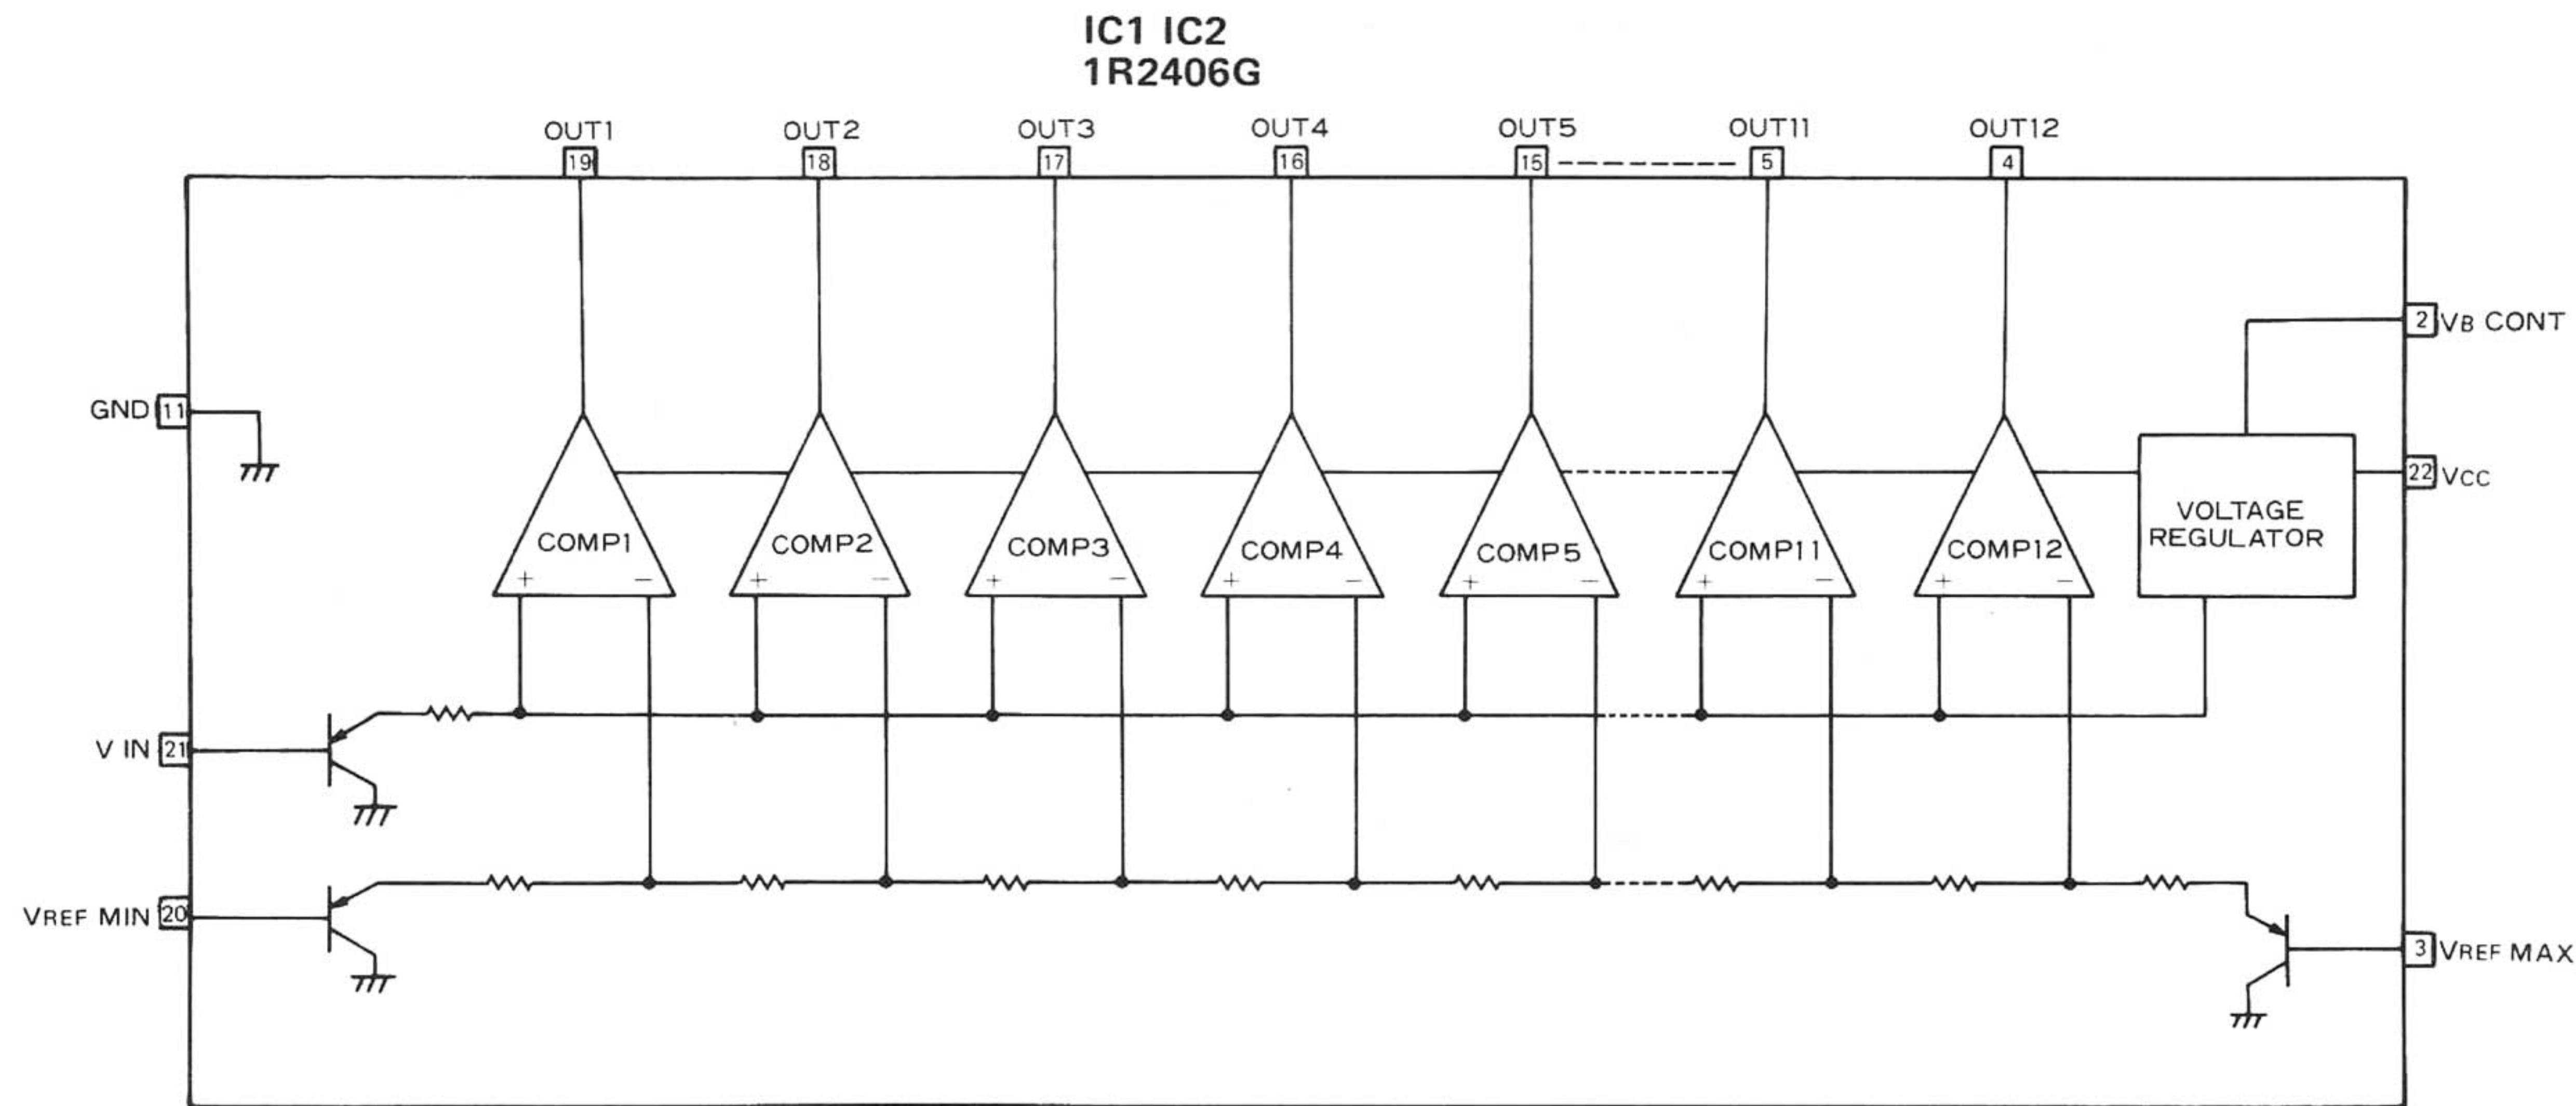 IC1 IC2
1R2406G
OUT1 OUT2 OUT3 OUT4 OUT5 OUT11 OUT12
19 18 17 16 15 5 4
2 VB CONT
GND 11
22 VCC
VOLTAGE
REGULATOR
COMP1 COMP2 COMP3 COMP4 COMP5 COMP11 COMP12
+ − + − + − + − + − + − + −
V IN 21
VREF MIN 20
3 VREF MAX